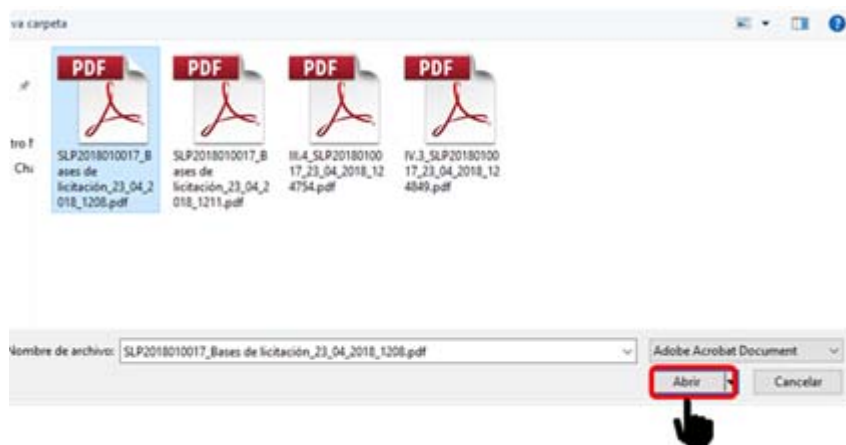 va carpeta
PDF
SLP2018010017_B
ases de
licitación_23_04_2
018_1208.pdf
PDF
SLP2018010017_B
ases de
licitación_23_04_2
018_1211.pdf
PDF
III.4_SLP20180100
17_23_04_2018_12
4754.pdf
PDF
IV.3_SLP20180100
17_23_04_2018_12
4849.pdf
Nombre de archivo: SLP2018010017_Bases de licitación_23_04_2018_1208.pdf
Adobe Acrobat Document
Abrir
Cancelar